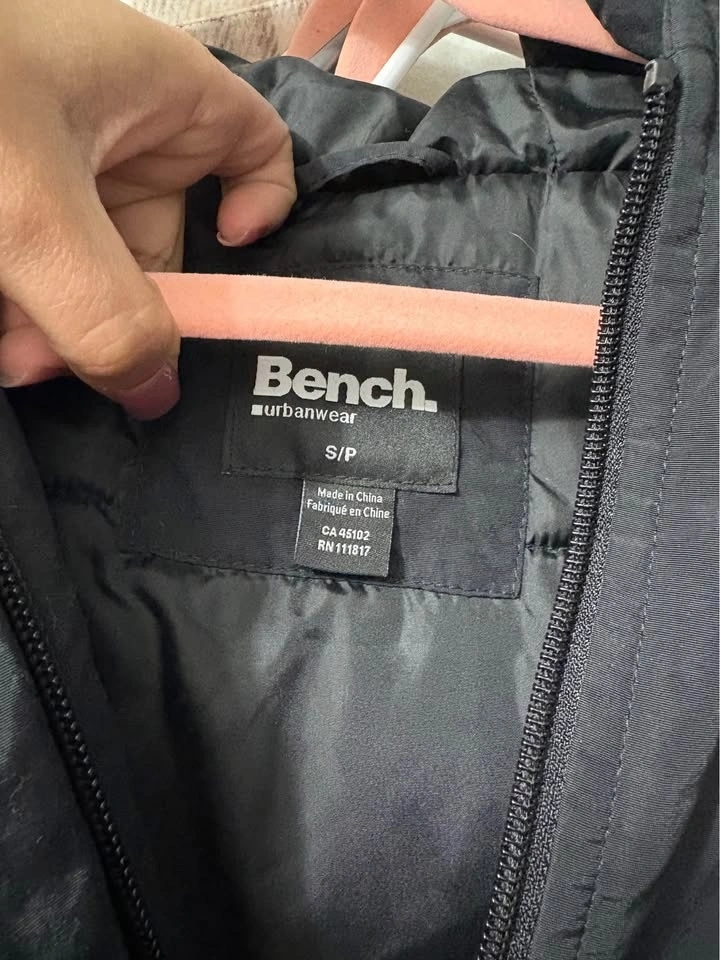 Bench.
urbanwear
S/P
Made in China
Fabriqué en Chine
CA 45102
RN 111817